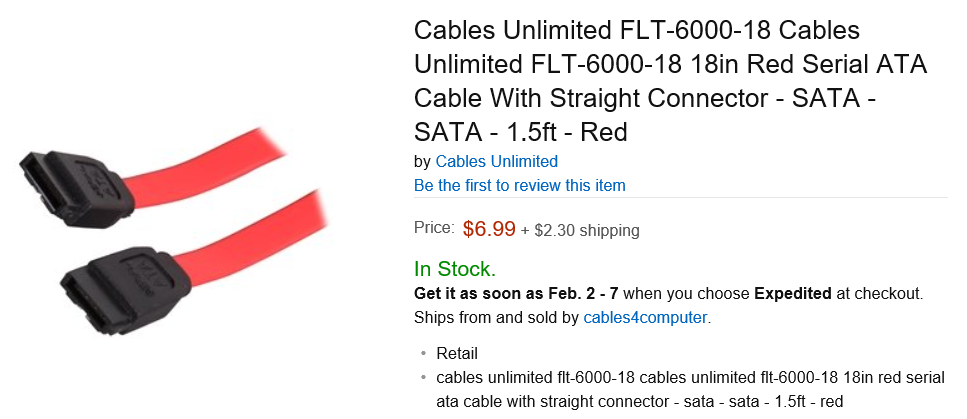 Cables Unlimited FLT-6000-18 Cables
Unlimited FLT-6000-18 18in Red Serial ATA
Cable With Straight Connector - SATA -
SATA - 1.5ft - Red
by Cables Unlimited
Be the first to review this item
Price: $6.99 + $2.30 shipping
In Stock.
Get it as soon as Feb. 2 - 7 when you choose Expedited at checkout.
Ships from and sold by cables4computer.
• Retail
• cables unlimited flt-6000-18 cables unlimited flt-6000-18 18in red serial
ata cable with straight connector - sata - sata - 1.5ft - red